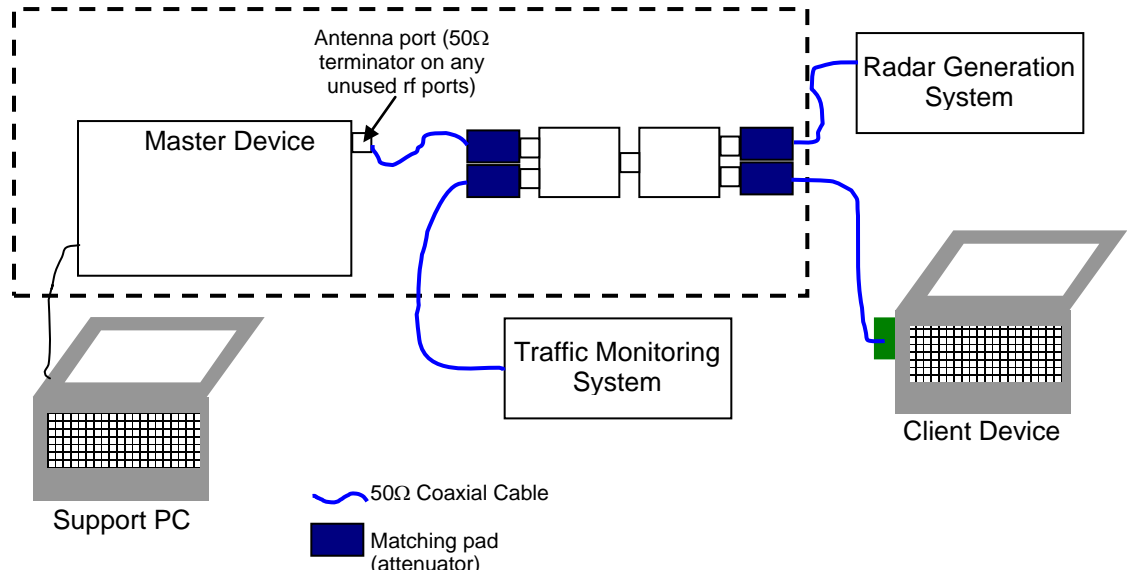 Antenna port (50Ω
terminator on any
unused rf ports)
Master Device
Radar Generation
System
Traffic Monitoring
System
Client Device
Support PC
50Ω Coaxial Cable
Matching pad
(attenuator)